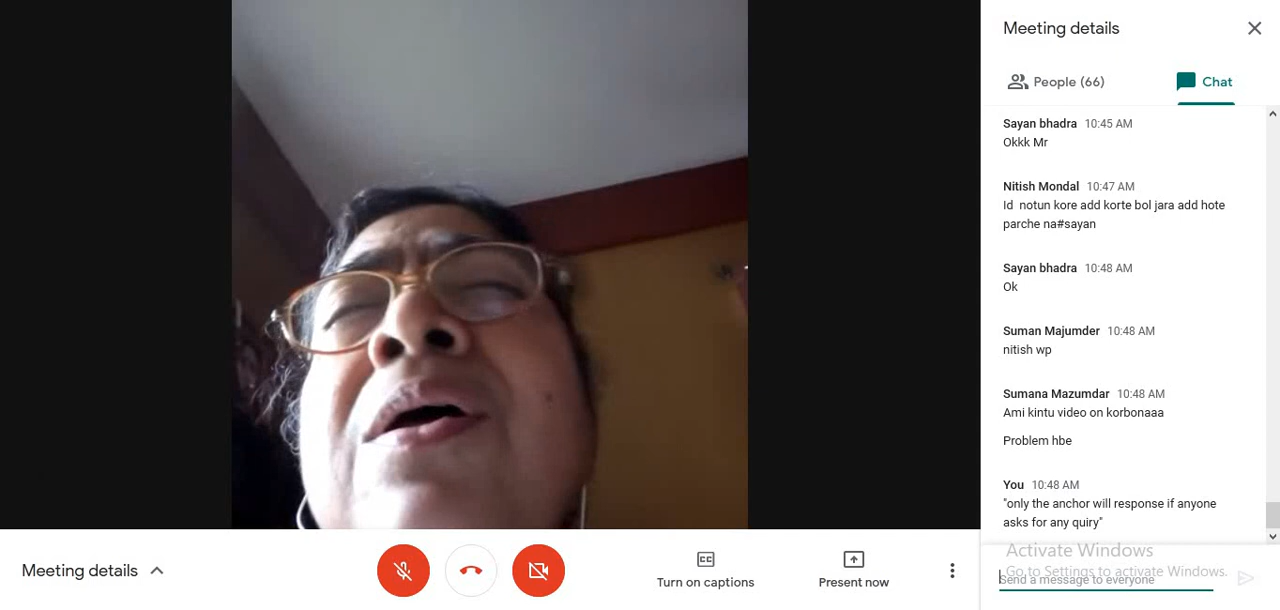 Meeting details
People (66)
Chat
Sayan bhadra 10:45 AM
Okkk Mr
Nitish Mondal 10:47 AM
Id notun kore add korte bol jara add hote
parche na#sayan
Sayan bhadra 10:48 AM
Ok
Suman Majumder 10:48 AM
nitish wp
Sumana Mazumdar 10:48 AM
Ami kintu video on korbonaaa
Problem hbe
You 10:48 AM
"only the anchor will response if anyone
asks for any quiry"
Activate Windows
Go to Settings to activate Windows.
Send a message to everyone
Meeting details
Turn on captions
Present now